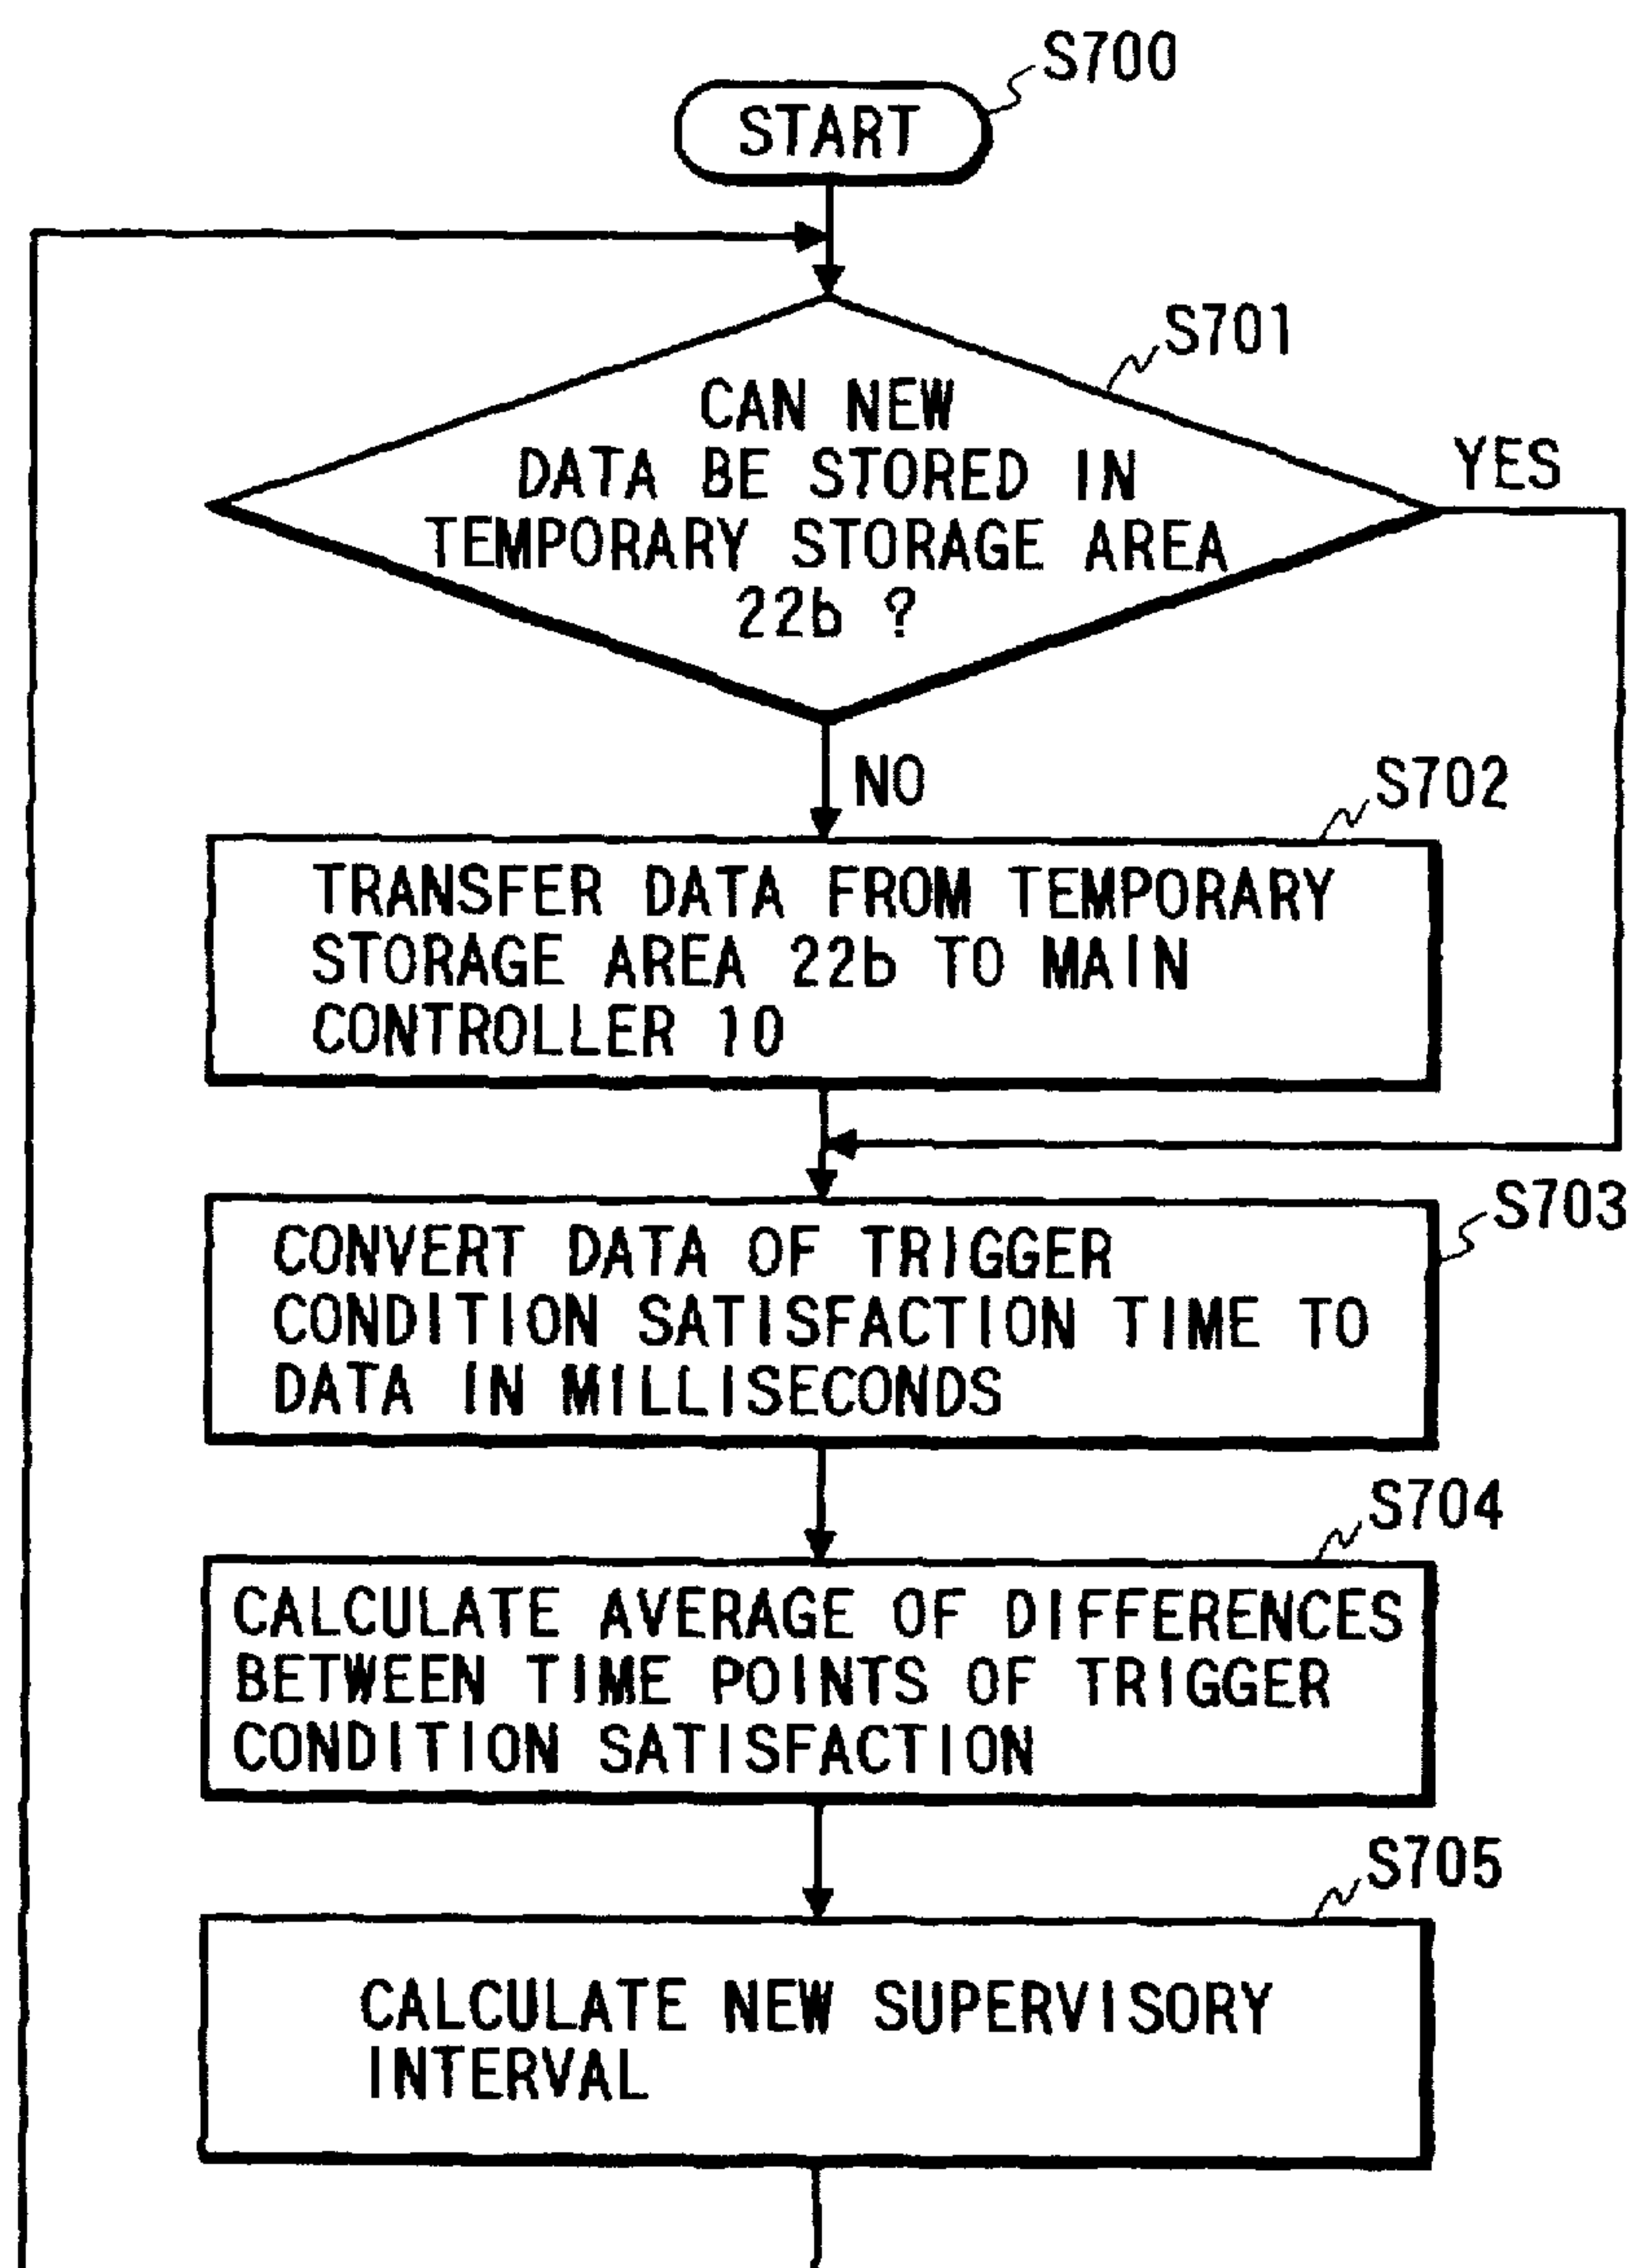 S700
START
S701
CAN NEW
DATA BE STORED IN
TEMPORARY STORAGE AREA
22b ?
YES
NO
S702
TRANSFER DATA FROM TEMPORARY
STORAGE AREA 22b TO MAIN
CONTROLLER 10
S703
CONVERT DATA OF TRIGGER
CONDITION SATISFACTION TIME TO
DATA IN MILLISECONDS
S704
CALCULATE AVERAGE OF DIFFERENCES
BETWEEN TIME POINTS OF TRIGGER
CONDITION SATISFACTION
S705
CALCULATE NEW SUPERVISORY
INTERVAL